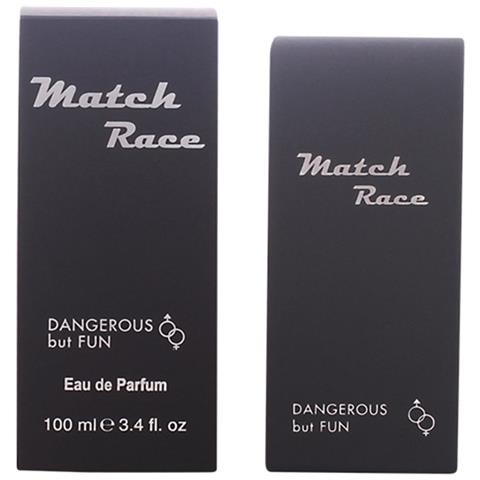 Match
Race
DANGEROUS
but FUN
Eau de Parfum
100 ml ℮ 3.4 fl. oz
Match
Race
DANGEROUS
but FUN